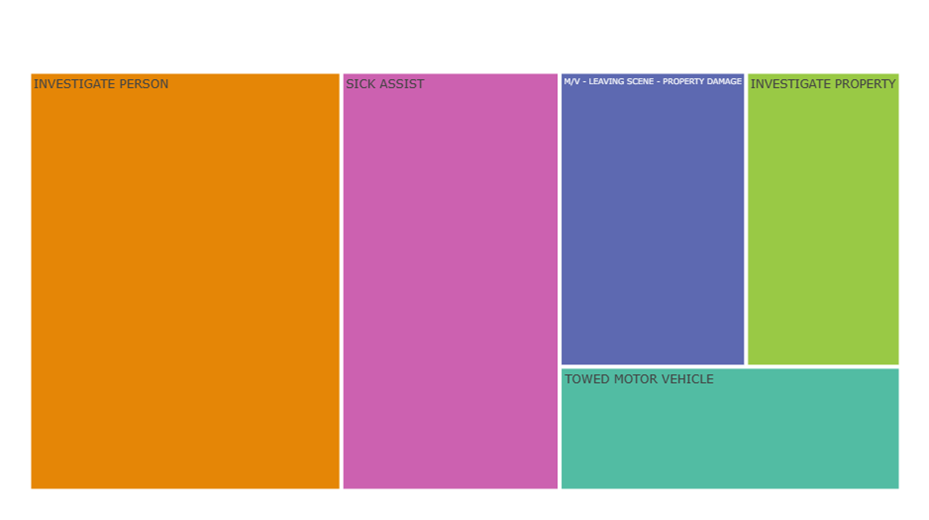 INVESTIGATE PERSON
SICK ASSIST
M/V - LEAVING SCENE - PROPERTY DAMAGE
INVESTIGATE PROPERTY
TOWED MOTOR VEHICLE